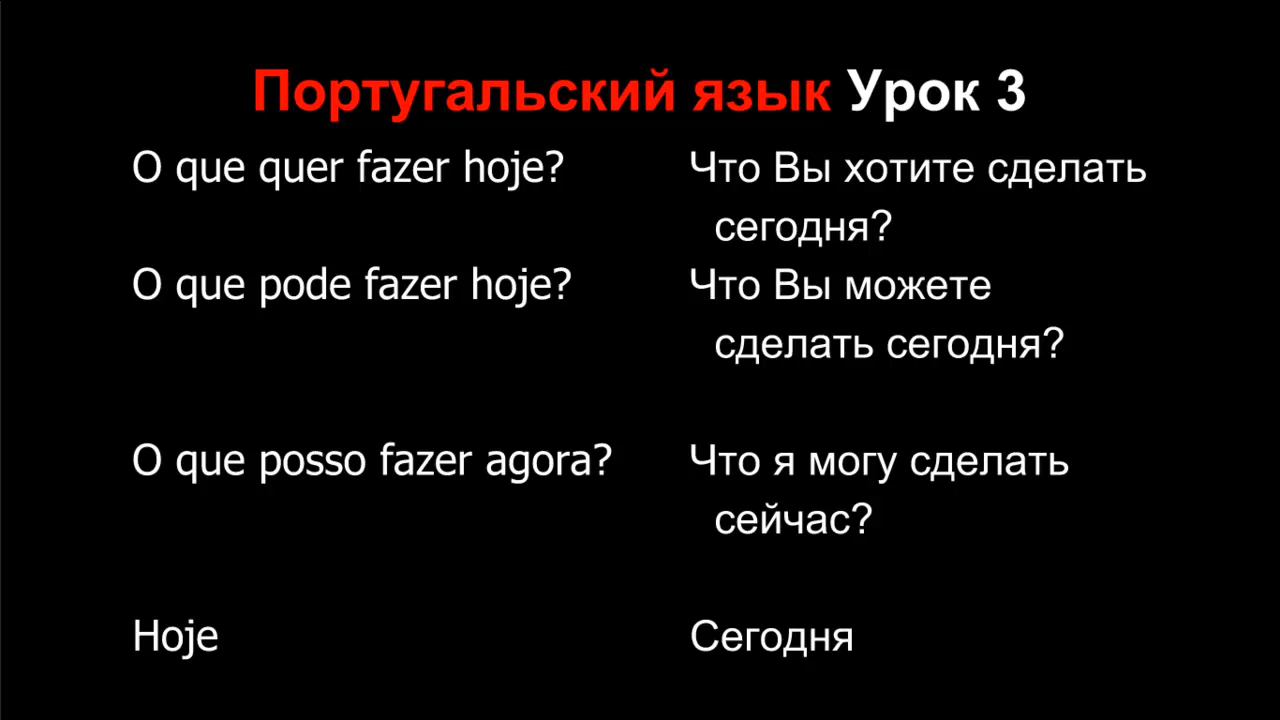 Португальский язык Урок 3
O que quer fazer hoje? Что Вы хотите сделать
сегодня?
O que pode fazer hoje? Что Вы можете
сделать сегодня?
O que posso fazer agora? Что я могу сделать
сейчас?
Hoje Сегодня